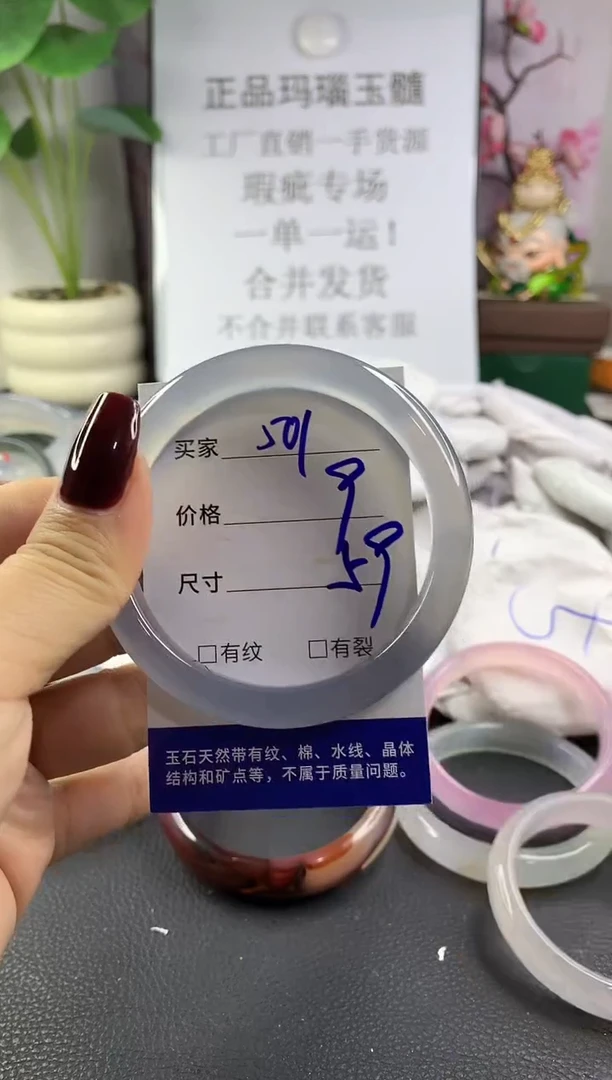 正品玛瑙玉髓
工厂直销一手货源
瑕疵专场
一单一运！
合并发货
不合并联系客服
买家 501
价格 9
尺寸 59
□有纹 □有裂
玉石天然带有纹、棉、水线、晶体
结构和矿点等，不属于质量问题。